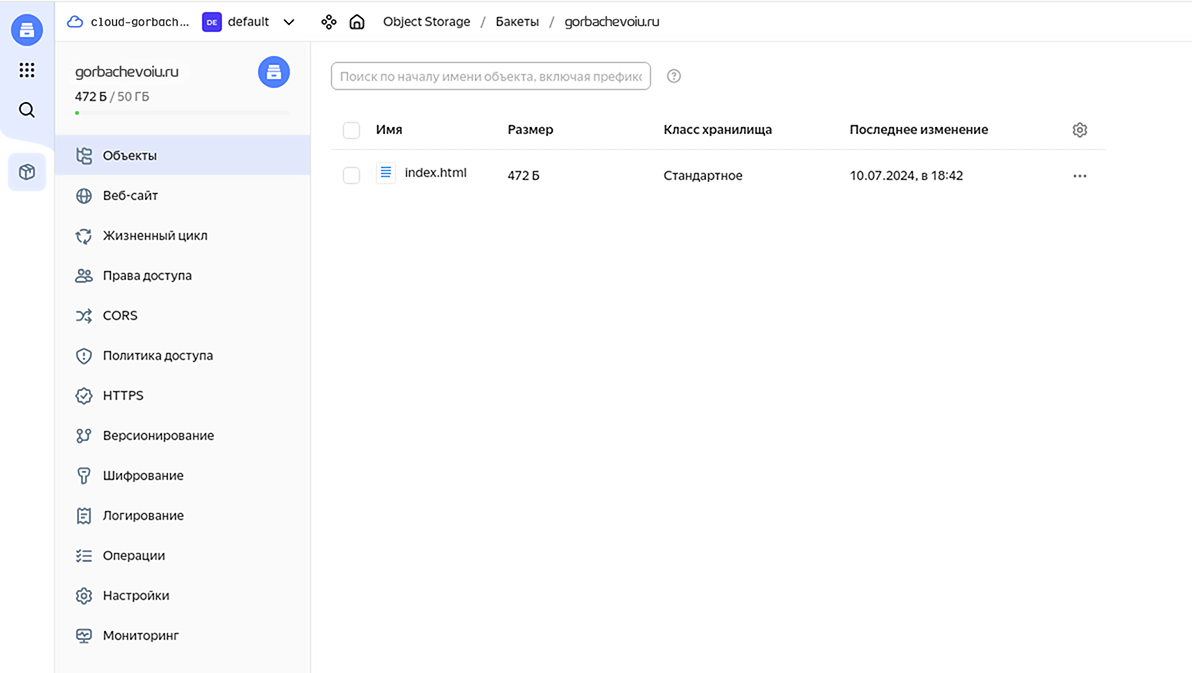 cloud-gorbach... DE default Object Storage / Бакеты / gorbachevoiu.ru
gorbachevoiu.ru
472 Б / 50 ГБ
Объекты
Веб-сайт
Жизненный цикл
Права доступа
CORS
Политика доступа
HTTPS
Версионирование
Шифрование
Логирование
Операции
Настройки
Мониторинг
Поиск по началу имени объекта, включая префикс
Имя Размер Класс хранилища Последнее изменение
index.html 472 Б Стандартное 10.07.2024, в 18:42